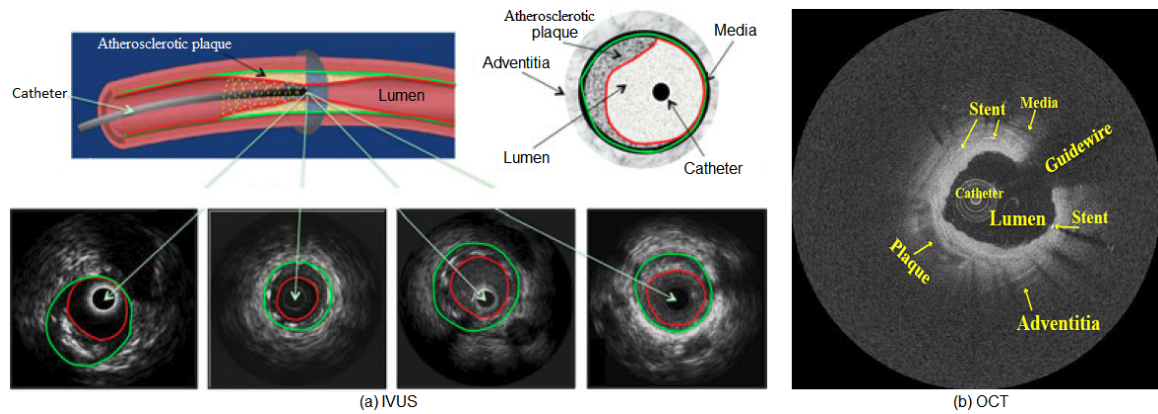 Atherosclerotic plaque
Catheter
Lumen
Atherosclerotic
plaque
Media
Adventitia
Lumen
Catheter
(a) IVUS
Stent
Media
Guidewire
Catheter
Lumen
Stent
Plaque
Adventitia
(b) OCT